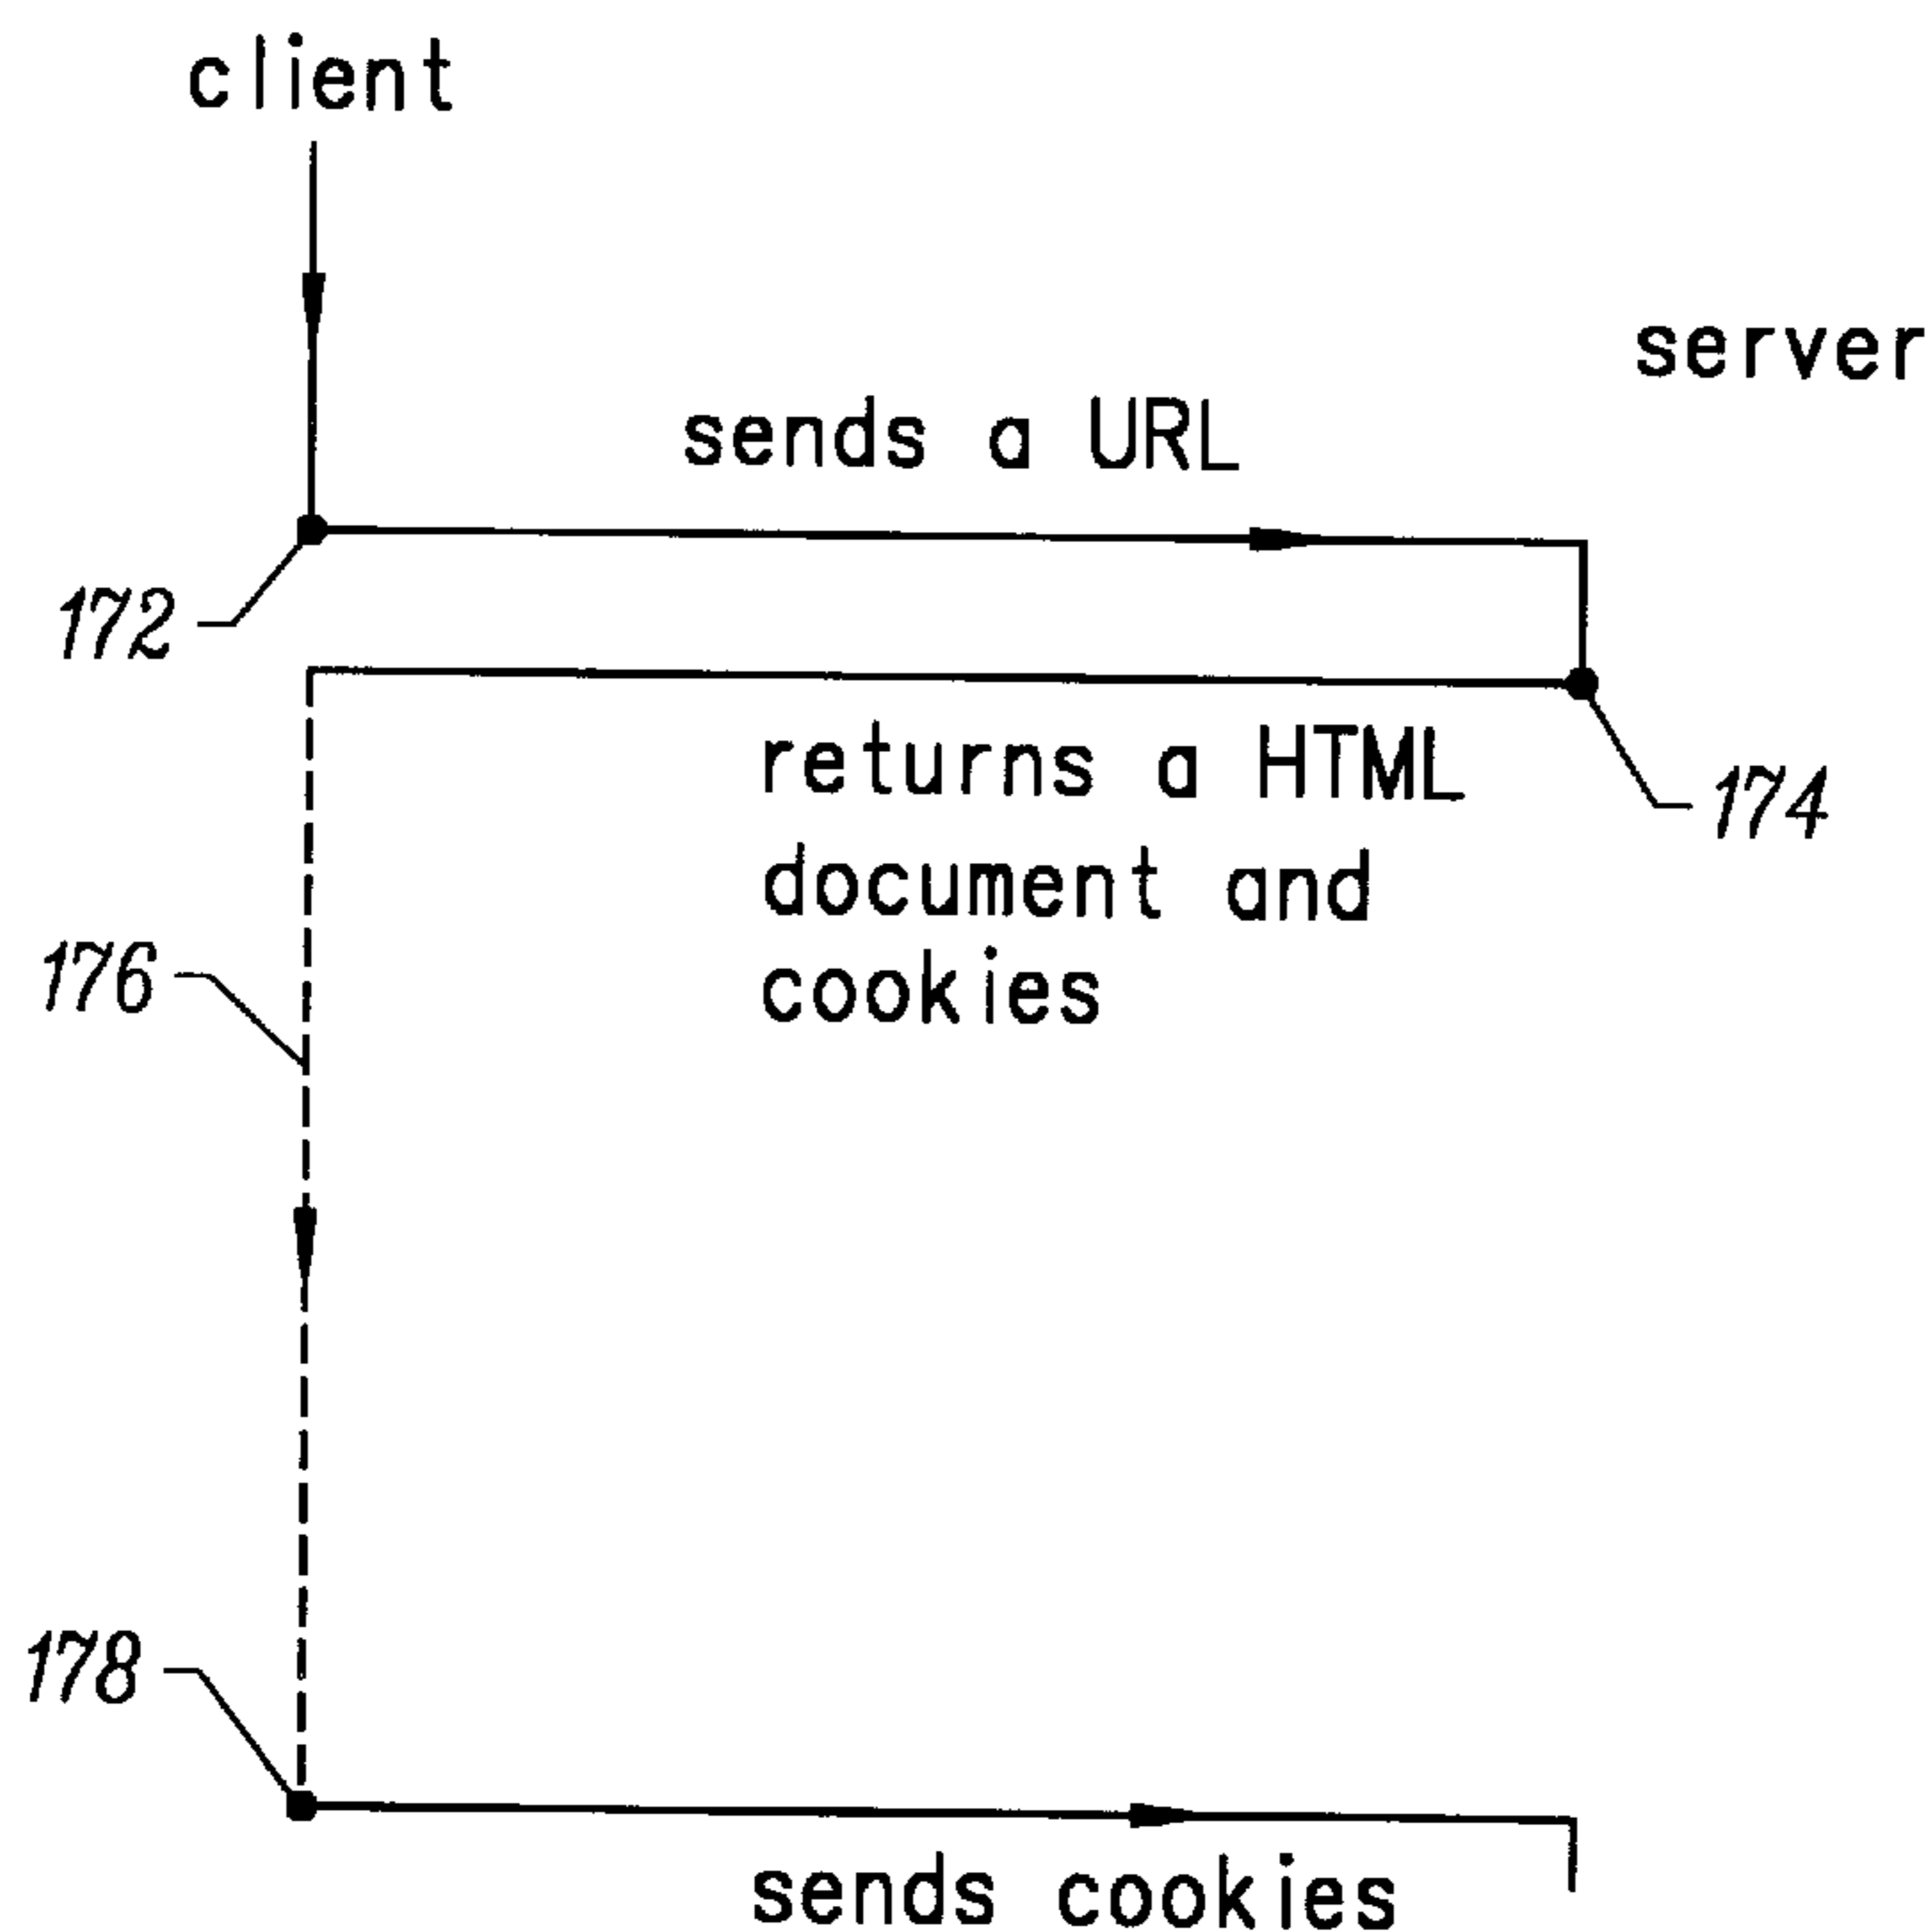 client
server
sends a URL
172
returns a HTML
174
document and
176
cookies
178
sends cookies